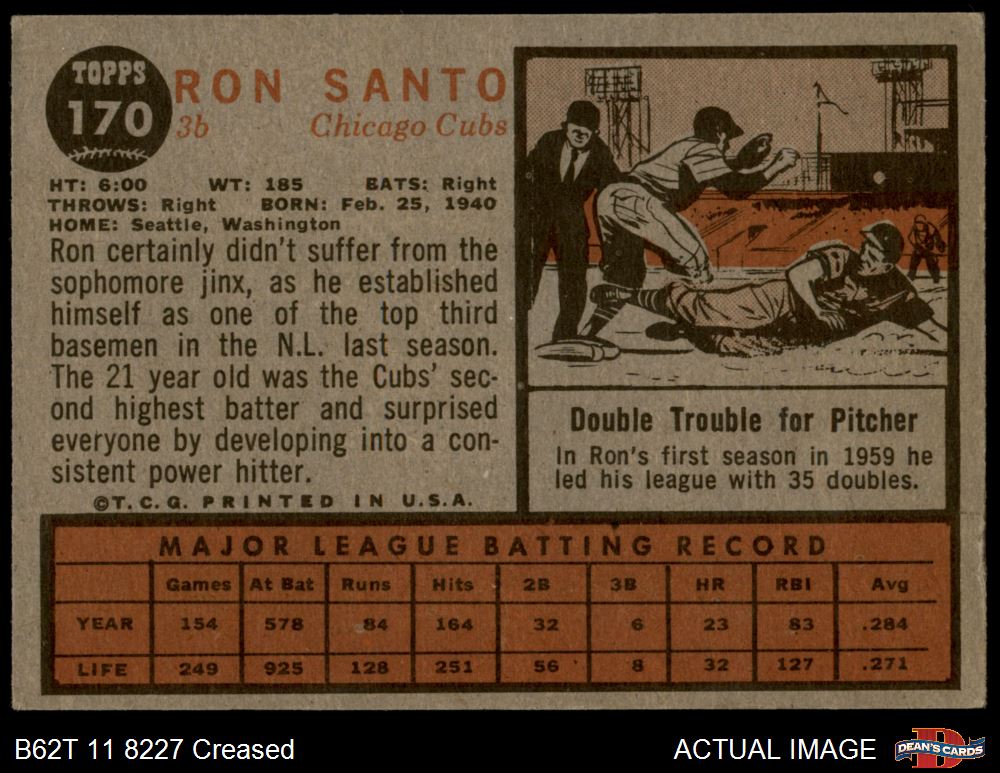 TOPPS
170
RON SANTO
3b Chicago Cubs
HT: 6:00 WT: 185 BATS: Right
THROWS: Right BORN: Feb. 25, 1940
HOME: Seattle, Washington
Ron certainly didn't suffer from the
sophomore jinx, as he established
himself as one of the top third
basemen in the N.L. last season.
The 21 year old was the Cubs' sec-
ond highest batter and surprised
everyone by developing into a con-
sistent power hitter.
©T.C.G. PRINTED IN U.S.A.
Double Trouble for Pitcher
In Ron's first season in 1959 he
led his league with 35 doubles.
MAJOR LEAGUE BATTING RECORD
Games At Bat Runs Hits 2B 3B HR RBI Avg
YEAR 154 578 84 164 32 6 23 83 .284
LIFE 249 925 128 251 56 8 32 127 .271
B62T 11 8227 Creased
ACTUAL IMAGE
D
DEAN'S CARDS